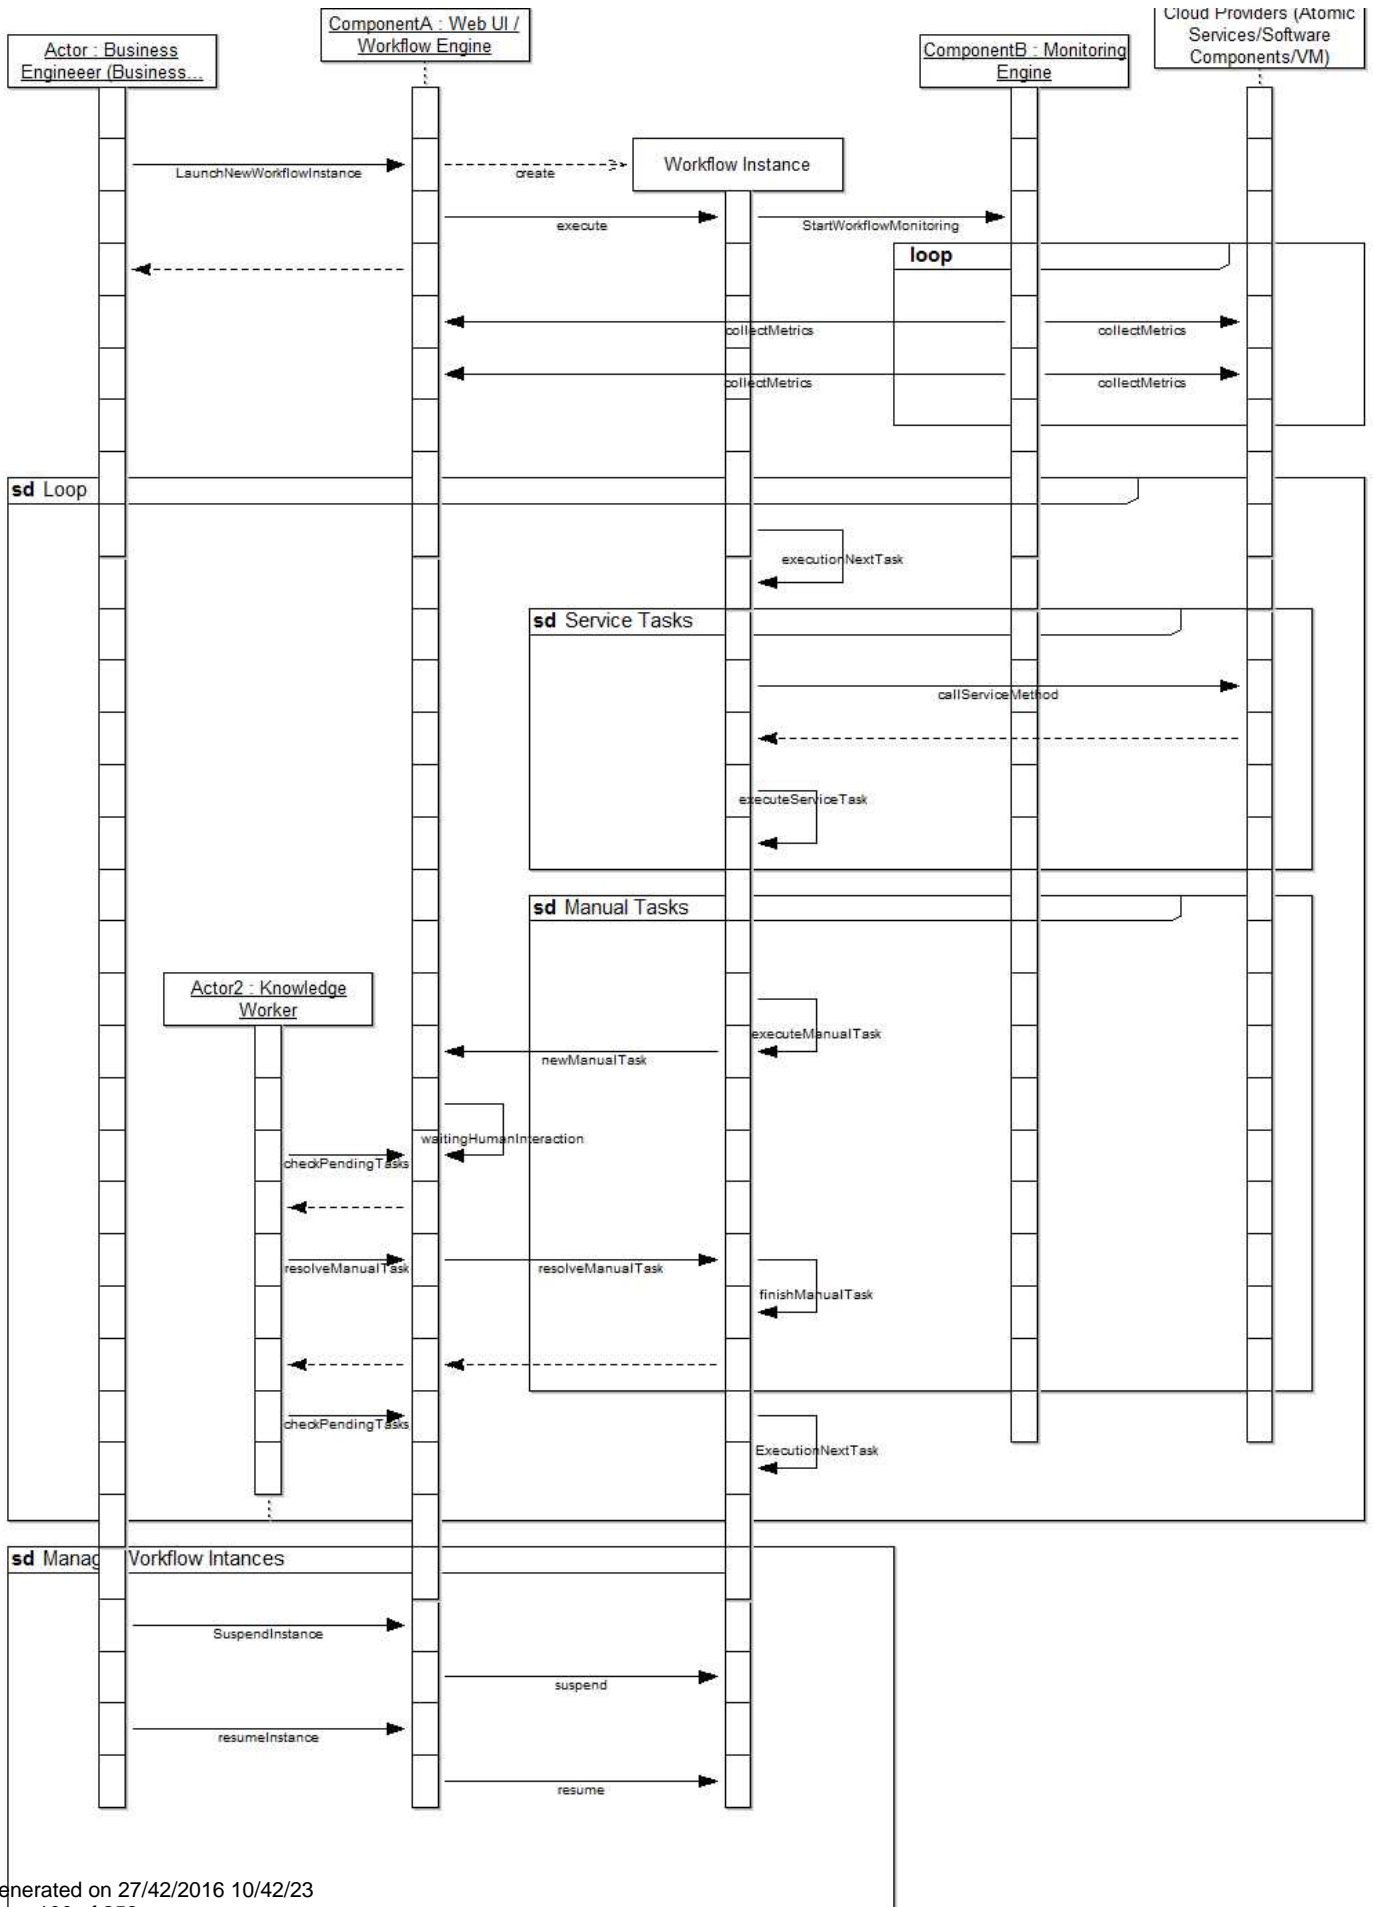 Cloud Providers (Atomic
Services/Software
Components/VM)
ComponentA : Web UI /
Workflow Engine
Actor : Business
Engineeer (Business...
ComponentB : Monitoring
Engine
Workflow Instance
LaunchNewWorkflowInstance
create
execute
StartWorkflowMonitoring
loop
collectMetrics
collectMetrics
collectMetrics
collectMetrics
sd Loop
executionNextTask
sd Service Tasks
callServiceMethod
executeServiceTask
sd Manual Tasks
Actor2 : Knowledge
Worker
executeManualTask
newManualTask
waitingHumanInteraction
checkPendingTasks
resolveManualTask
resolveManualTask
finishManualTask
checkPendingTasks
ExecutionNextTask
sd Manag Workflow Intances
SuspendInstance
suspend
resumeInstance
resume
enerated on 27/42/2016 10/42/23